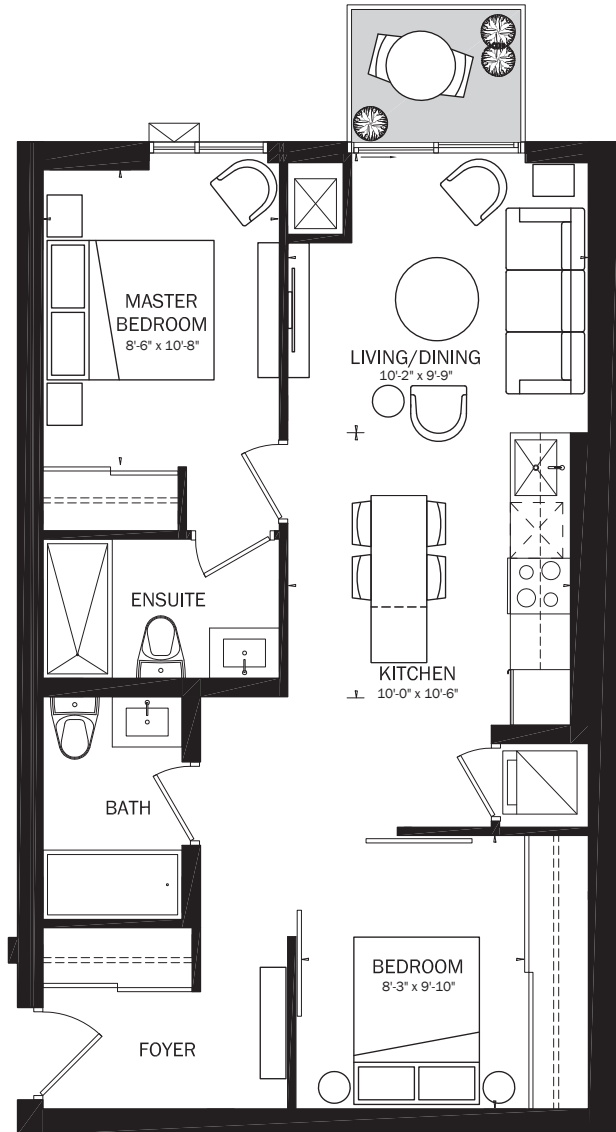 MASTER
BEDROOM
8'-6" x 10'-8"
LIVING/DINING
10'-2" x 9'-9"
ENSUITE
KITCHEN
10'-0" x 10'-6"
BATH
BEDROOM
8'-3" x 9'-10"
FOYER